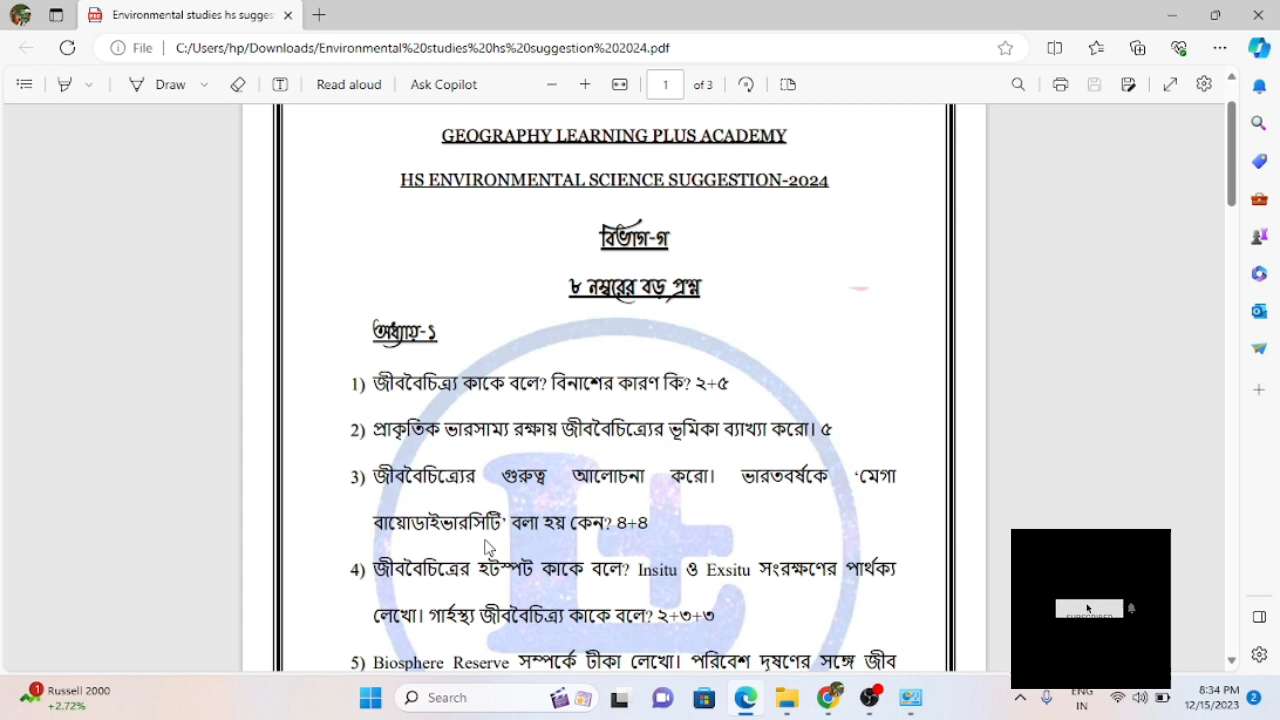 Environmental studies hs sugges
File
C:/Users/hp/Downloads/Environmental%20studies%20hs%20suggestion%202024.pdf
Draw
Read aloud
Ask Copilot
1 of 3
GEOGRAPHY LEARNING PLUS ACADEMY
HS ENVIRONMENTAL SCIENCE SUGGESTION-2024
বিভাগ-গ
৮ নম্বরের বড় প্রশ্ন
অধ্যায়-১
1) জীববৈচিত্র্য কাকে বলে? বিনাশের কারণ কি? ২+৫
2) প্রাকৃতিক ভারসাম্য রক্ষায় জীববৈচিত্র্যের ভূমিকা ব্যাখ্যা করো। ৫
3) জীববৈচিত্র্যের গুরুত্ব আলোচনা করো। ভারতবর্ষকে ‘মেগা
বায়োডাইভারসিটি’ বলা হয় কেন? ৪+৪
4) জীববৈচিত্রের হটস্পট কাকে বলে? Insitu ও Exsitu সংরক্ষণের পার্থক্য
লেখো। গার্হস্থ্য জীববৈচিত্র্য কাকে বলে? ২+৩+৩
5) Biosphere Reserve সম্পর্কে টীকা লেখো। পরিবেশ দূষণের সঙ্গে জীব
SUBSCRIBED
1 Russell 2000
+2.72%
Search
ENG
IN
8:34 PM
12/15/2023
2